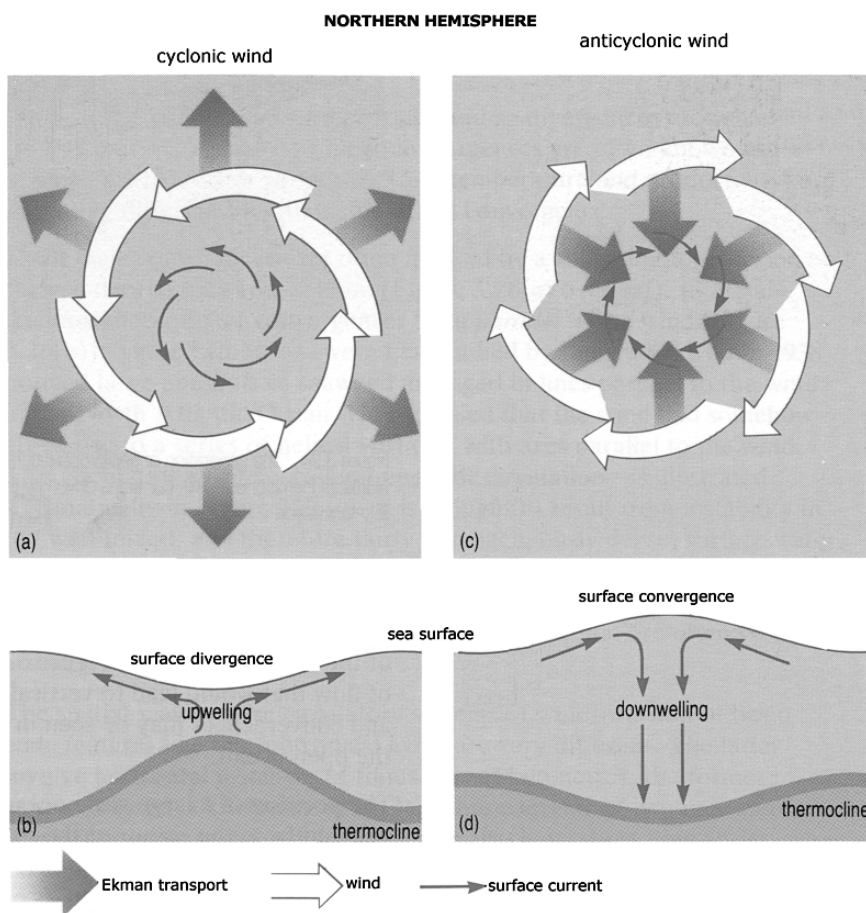 NORTHERN HEMISPHERE
cyclonic wind
anticyclonic wind
(a)
(c)
surface convergence
sea surface
surface divergence
upwelling
downwelling
(b)
thermocline
(d)
thermocline
Ekman transport
wind
surface current